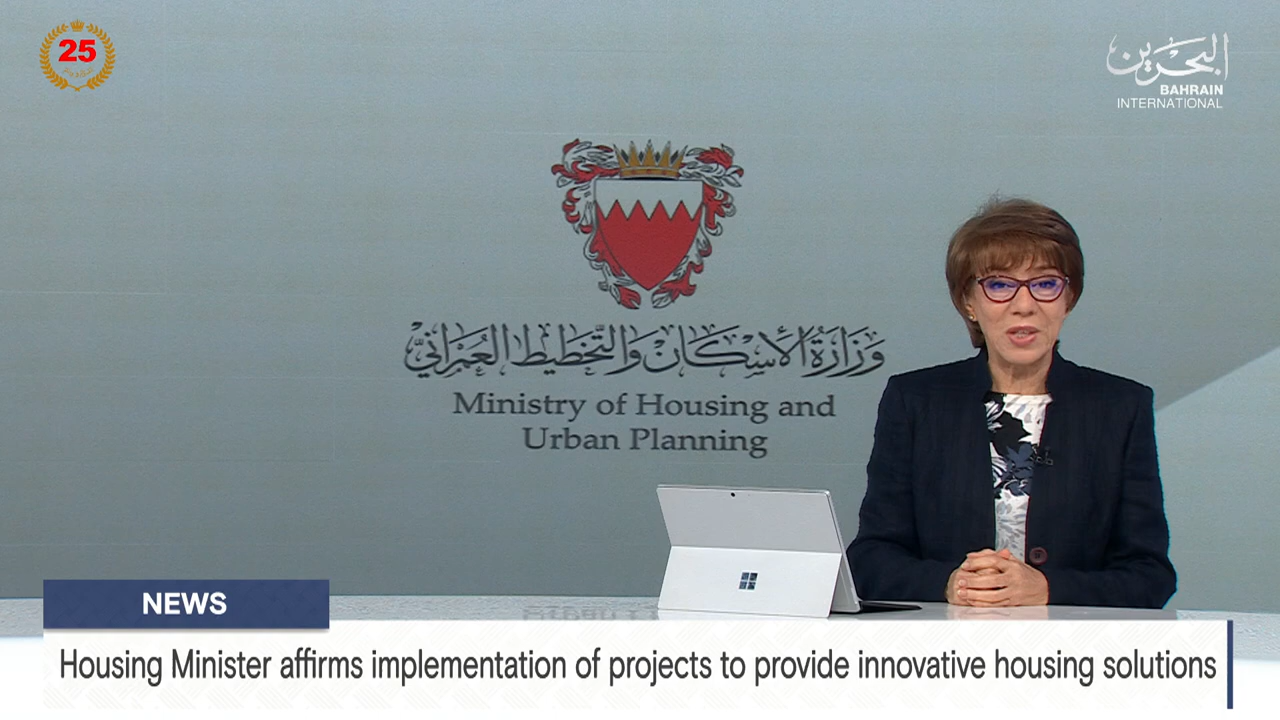 25
البحرين
BAHRAIN
INTERNATIONAL
وزارة الإسكان والتخطيط العمراني
Ministry of Housing and
Urban Planning
NEWS
Housing Minister affirms implementation of projects to provide innovative housing solutions